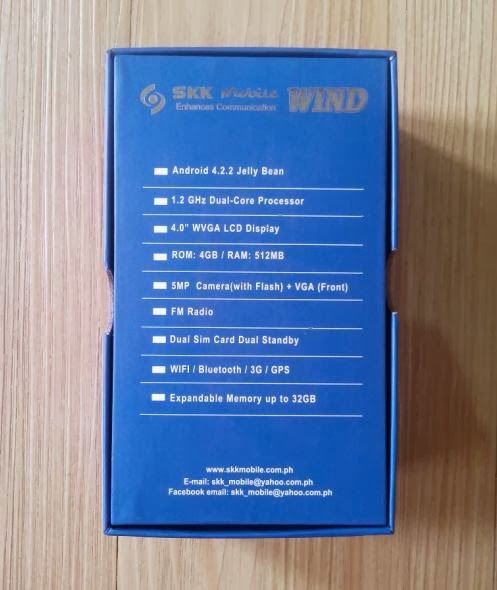 SKK Mobile WIND
Enhances Communication
Android 4.2.2 Jelly Bean
1.2 GHz Dual-Core Processor
4.0" WVGA LCD Display
ROM: 4GB / RAM: 512MB
5MP Camera(with Flash) + VGA (Front)
FM Radio
Dual Sim Card Dual Standby
WIFI / Bluetooth / 3G / GPS
Expandable Memory up to 32GB
www.skkmobile.com.ph
E-mail: skk_mobile@yahoo.com.ph
Facebook email: skk_mobile@yahoo.com.ph